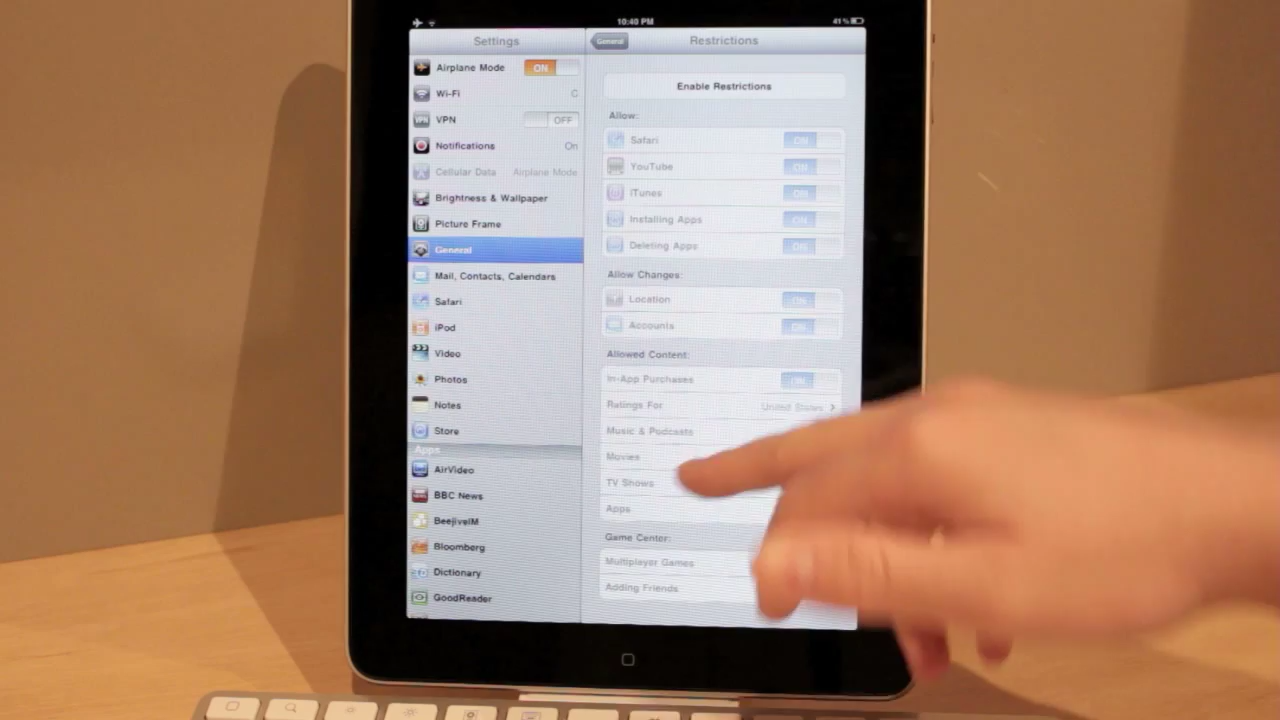 10:40 PM
41%
Settings
Airplane Mode ON
Wi-Fi C
VPN OFF
Notifications On
Cellular Data Airplane Mode
Brightness & Wallpaper
Picture Frame
General
Mail, Contacts, Calendars
Safari
iPod
Video
Photos
Notes
Store
Apps
AirVideo
BBC News
BeejiveIM
Bloomberg
Dictionary
GoodReader
General
Restrictions
Enable Restrictions
Allow:
Safari ON
YouTube ON
iTunes ON
Installing Apps ON
Deleting Apps ON
Allow Changes:
Location ON
Accounts ON
Allowed Content:
In-App Purchases ON
Ratings For United States
Music & Podcasts
Movies
TV Shows
Apps
Game Center:
Multiplayer Games
Adding Friends